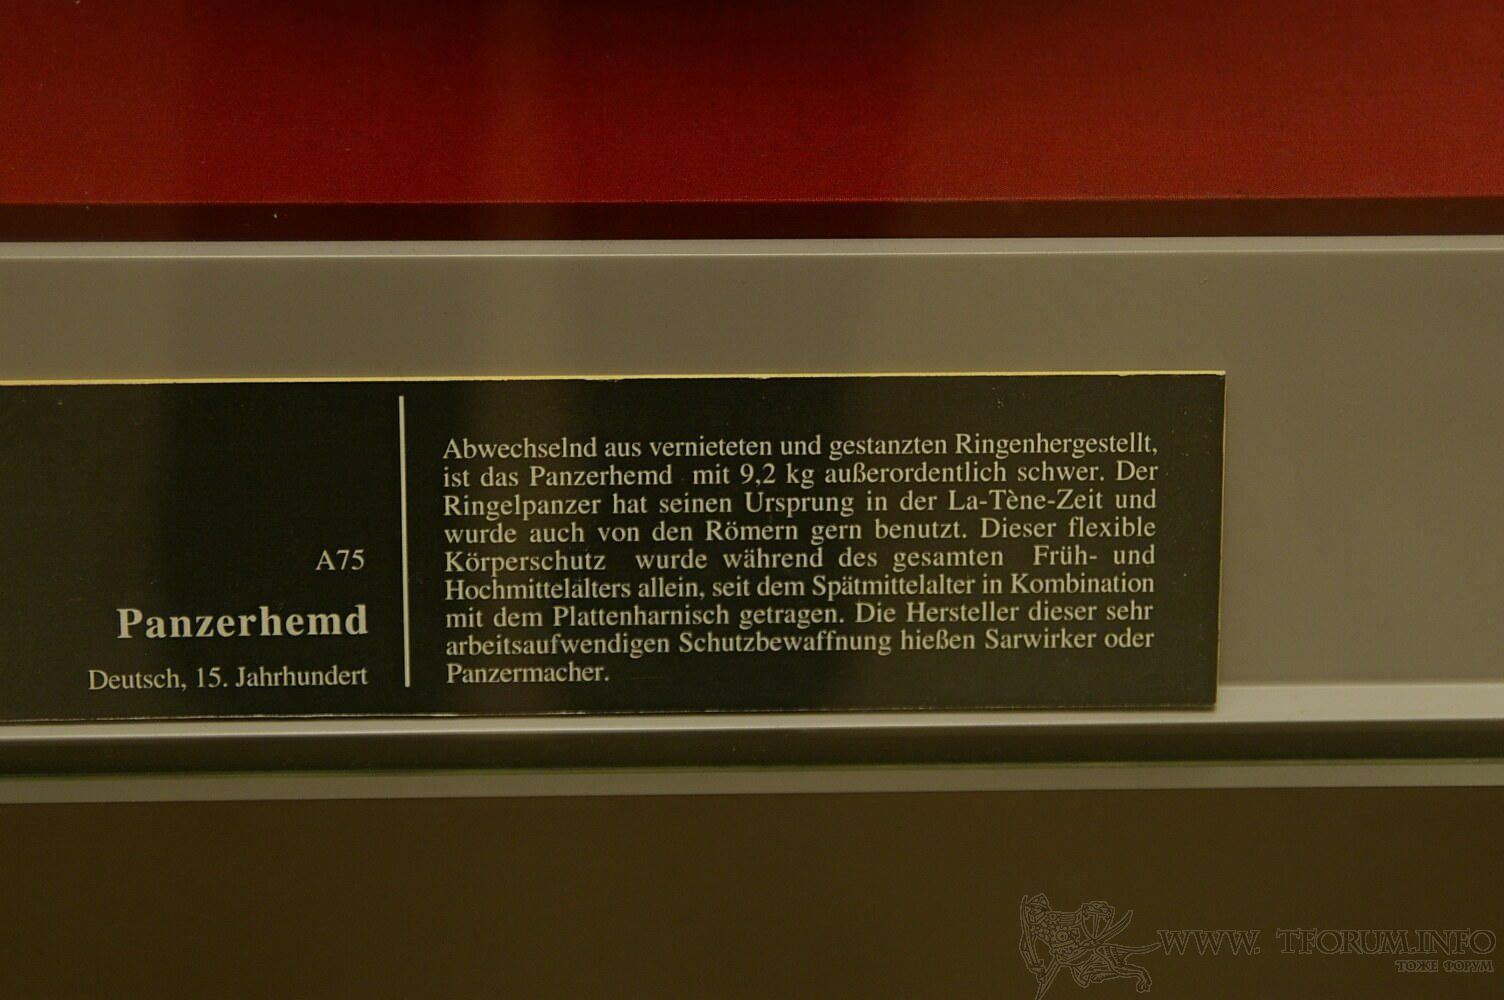 A75
Panzerhemd
Deutsch, 15. Jahrhundert
Abwechselnd aus vernieteten und gestanzten Ringenhergestellt,
ist das Panzerhemd mit 9,2 kg außerordentlich schwer. Der
Ringelpanzer hat seinen Ursprung in der La-Tène-Zeit und
wurde auch von den Römern gern benutzt. Dieser flexible
Körperschutz wurde während des gesamten Früh- und
Hochmittelalters allein, seit dem Spätmittelalter in Kombination
mit dem Plattenharnisch getragen. Die Hersteller dieser sehr
arbeitsaufwendigen Schutzbewaffnung hießen Sarwirker oder
Panzermacher.
WWW. TFORUM.INFO
ТОЖЕ ФОРУМ